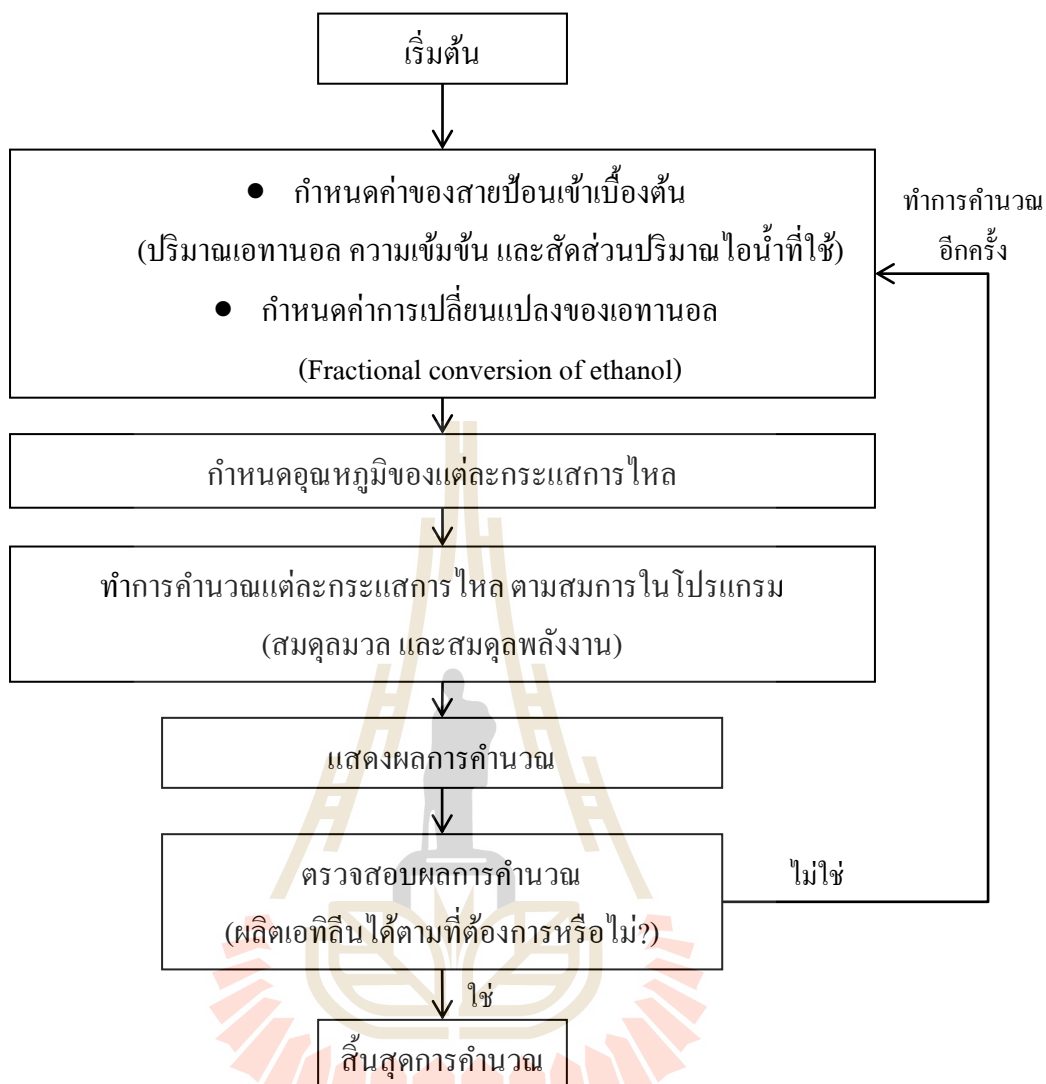 เริ่มต้น
● กำหนดค่าของสายป้อนเข้าเบื้องต้น
(ปริมาณเอทานอล ความเข้มข้น และสัดส่วนปริมาณไอน้ำที่ใช้)
● กำหนดค่าการเปลี่ยนแปลงของเอทานอล
(Fractional conversion of ethanol)
ทำการคำนวณ
อีกครั้ง
กำหนดอุณหภูมิของแต่ละกระแสการไหล
ทำการคำนวณแต่ละกระแสการไหล ตามสมการในโปรแกรม
(สมดุลมวล และสมดุลพลังงาน)
แสดงผลการคำนวณ
ตรวจสอบผลการคำนวณ
(ผลิตเอทิลีนได้ตามที่ต้องการหรือไม่?)
ไม่ใช่
ใช่
สิ้นสุดการคำนวณ